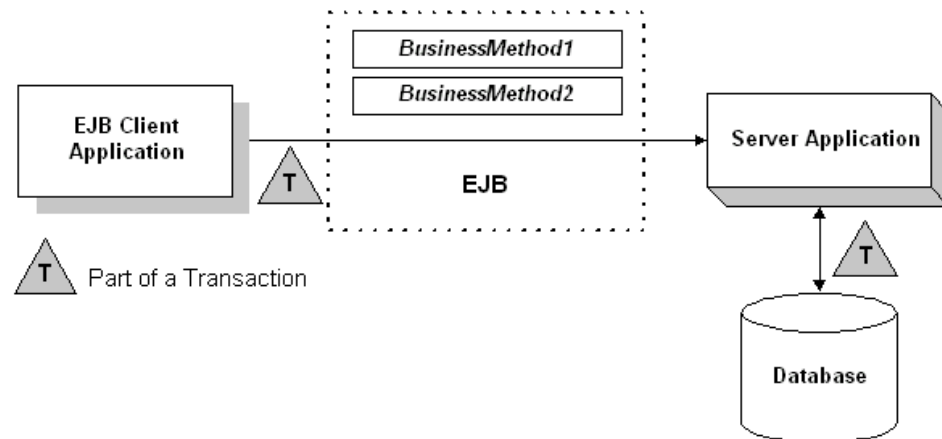 BusinessMethod1
BusinessMethod2
EJB Client
Application
Server Application
T
EJB
T
T
Part of a Transaction
Database